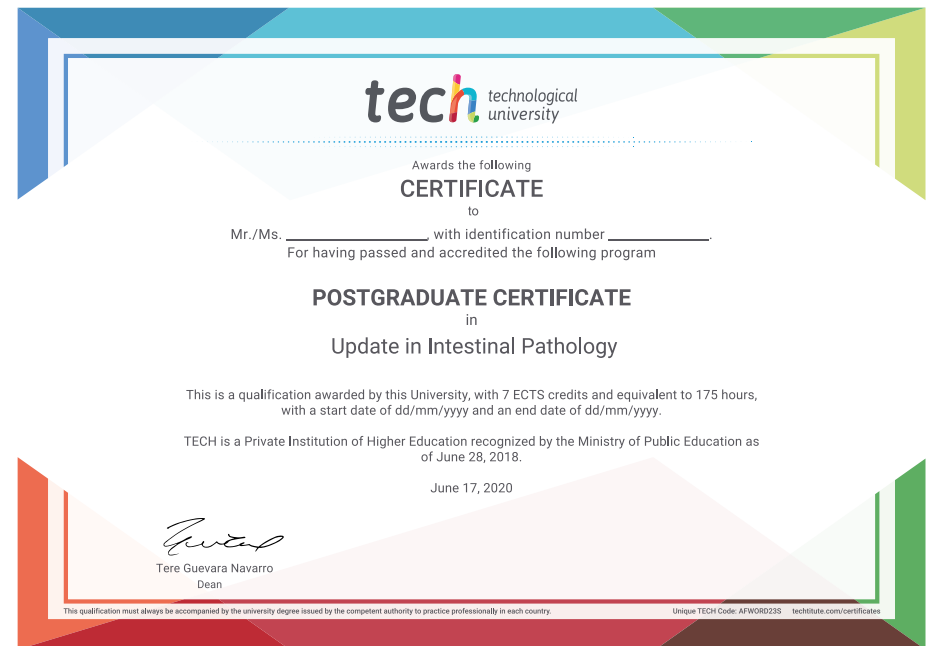 tech technological
university
Awards the following
CERTIFICATE
to
Mr./Ms. ____________________, with identification number ______________.
For having passed and accredited the following program
POSTGRADUATE CERTIFICATE
in
Update in Intestinal Pathology
This is a qualification awarded by this University, with 7 ECTS credits and equivalent to 175 hours,
with a start date of dd/mm/yyyy and an end date of dd/mm/yyyy.
TECH is a Private Institution of Higher Education recognized by the Ministry of Public Education as
of June 28, 2018.
June 17, 2020
Tere Guevara Navarro
Dean
This qualification must always be accompanied by the university degree issued by the competent authority to practice professionally in each country. Unique TECH Code: AFWORD23S techtitute.com/certificates